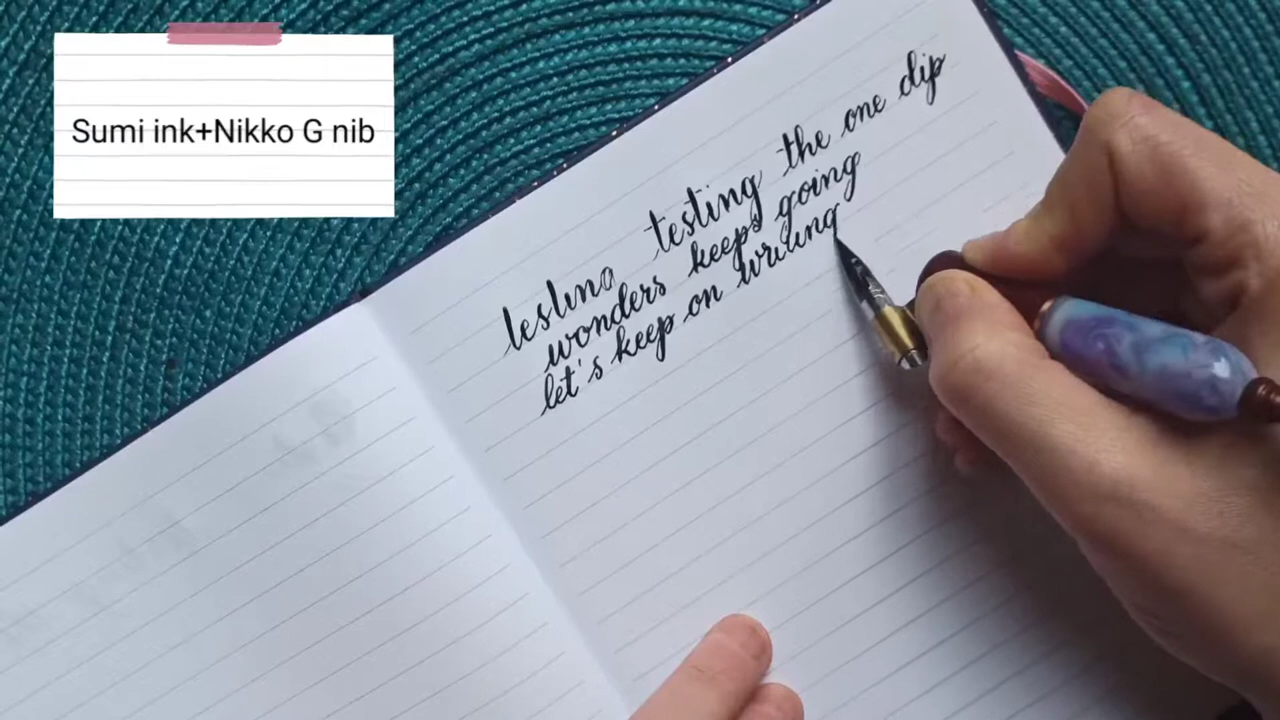 Sumi ink+Nikko G nib
testing testing the one dip
wonders keeps going
let's keep on writing